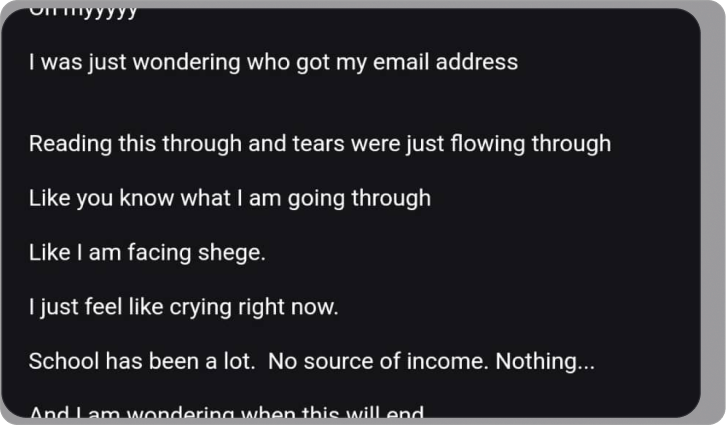 Oh myyyyy
I was just wondering who got my email address
Reading this through and tears were just flowing through
Like you know what I am going through
Like I am facing shege.
I just feel like crying right now.
School has been a lot.  No source of income. Nothing...
And I am wondering when this will end